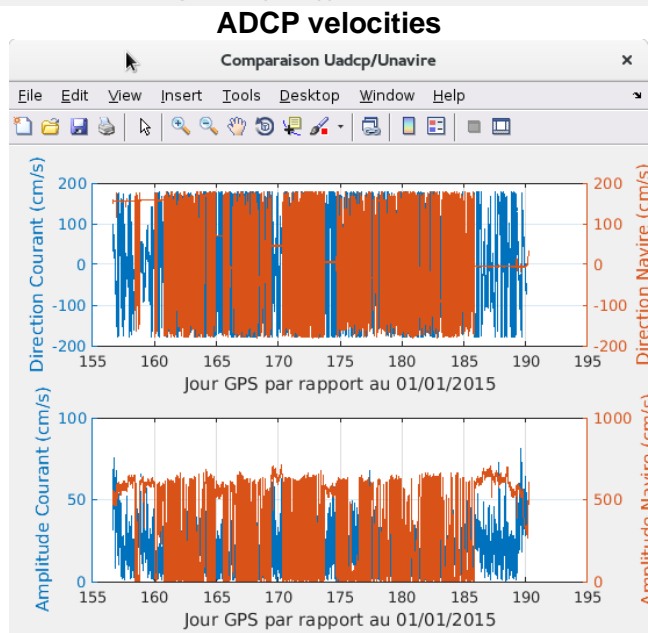 ADCP velocities
Comparaison Uadcp/Unavire ×
File Edit View Insert Tools Desktop Window Help
Direction Courant (cm/s)
200
100
0
-100
-200
200
100
0
-100
-200
Direction Navire (cm/s)
155 160 165 170 175 180 185 190 195
Jour GPS par rapport au 01/01/2015
Amplitude Courant (cm/s)
100
50
0
1000
500
0
Amplitude Navire (cm/s)
155 160 165 170 175 180 185 190 195
Jour GPS par rapport au 01/01/2015